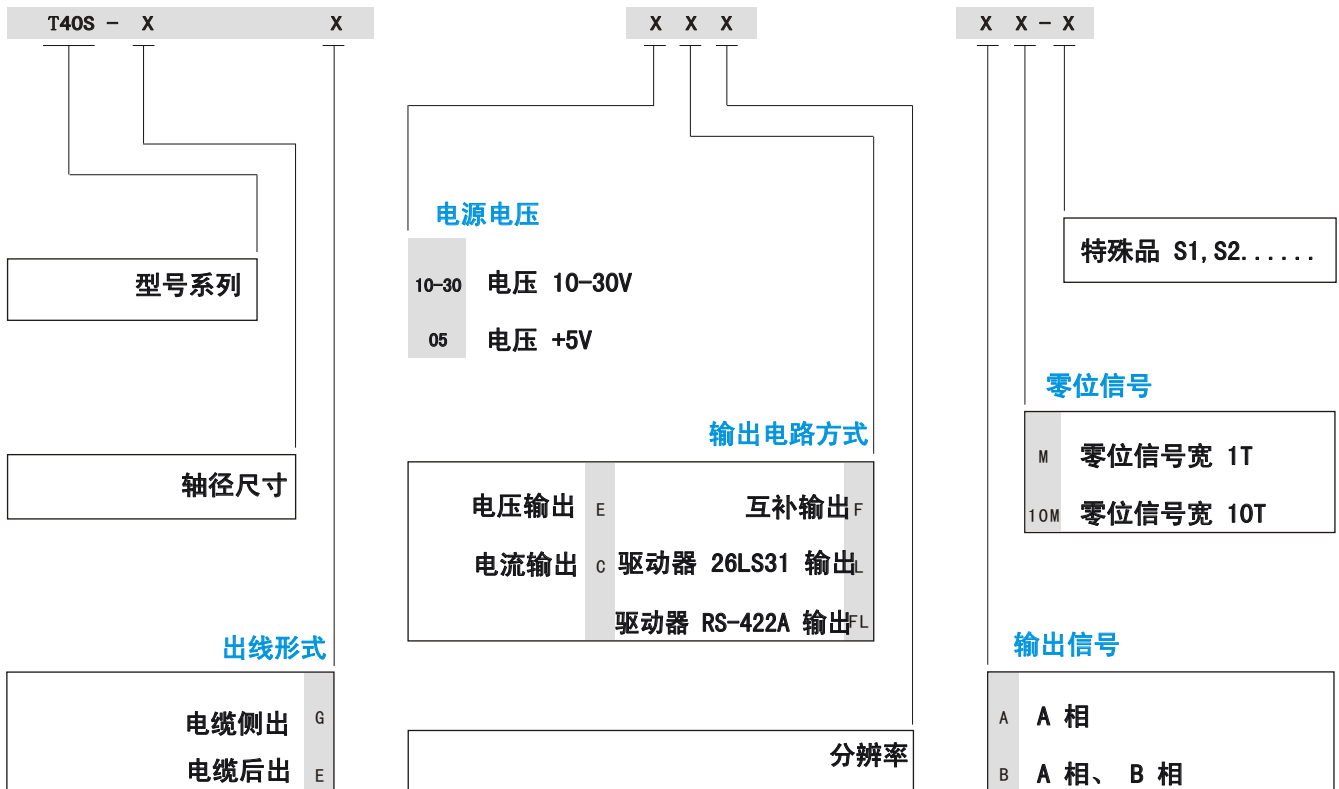 T40S - X X X X X X X - X
电源电压
10-30 电压 10-30V
05 电压 +5V
型号系列
特殊品 S1,S2......
零位信号
M 零位信号宽 1T
10M 零位信号宽 10T
输出电路方式
电压输出 E 互补输出 F
电流输出 C 驱动器 26LS31 输出 L
驱动器 RS-422A 输出 FL
轴径尺寸
出线形式
电缆侧出 G
电缆后出 E
分辨率
输出信号
A A 相
B A 相、 B 相